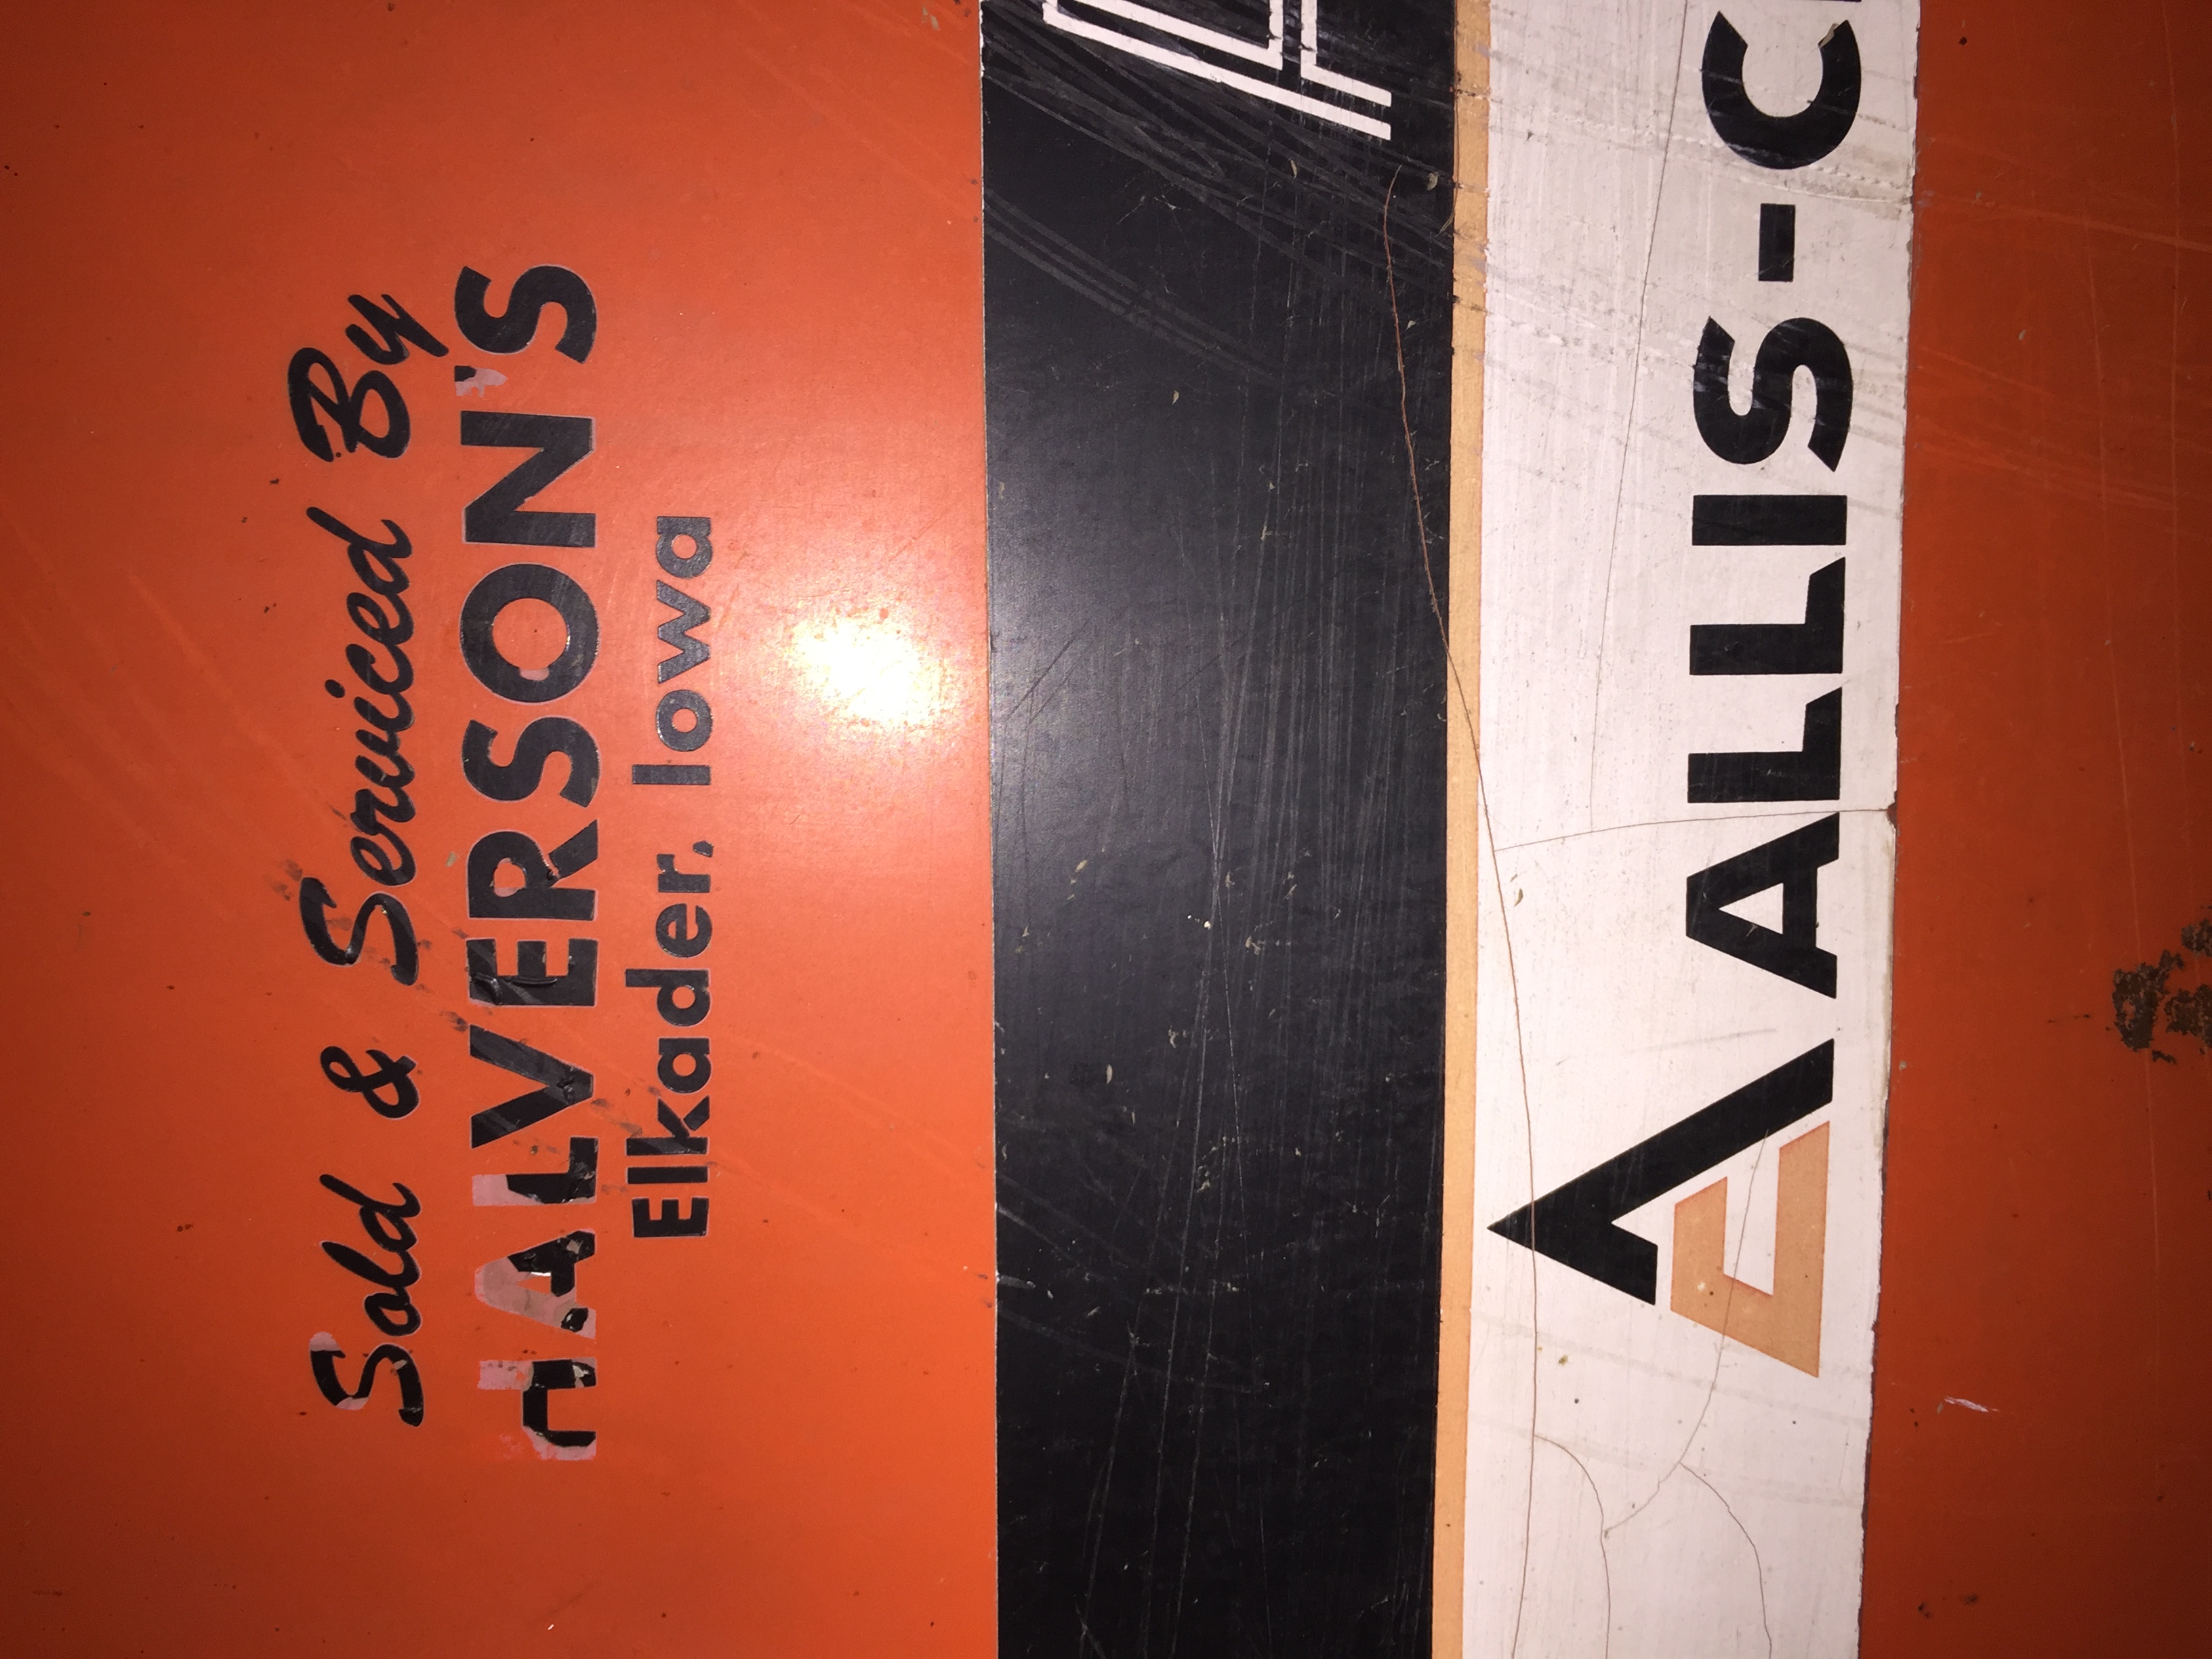 Sold & Serviced By
HALVERSON'S
Elkader, Iowa
A ALLIS-C